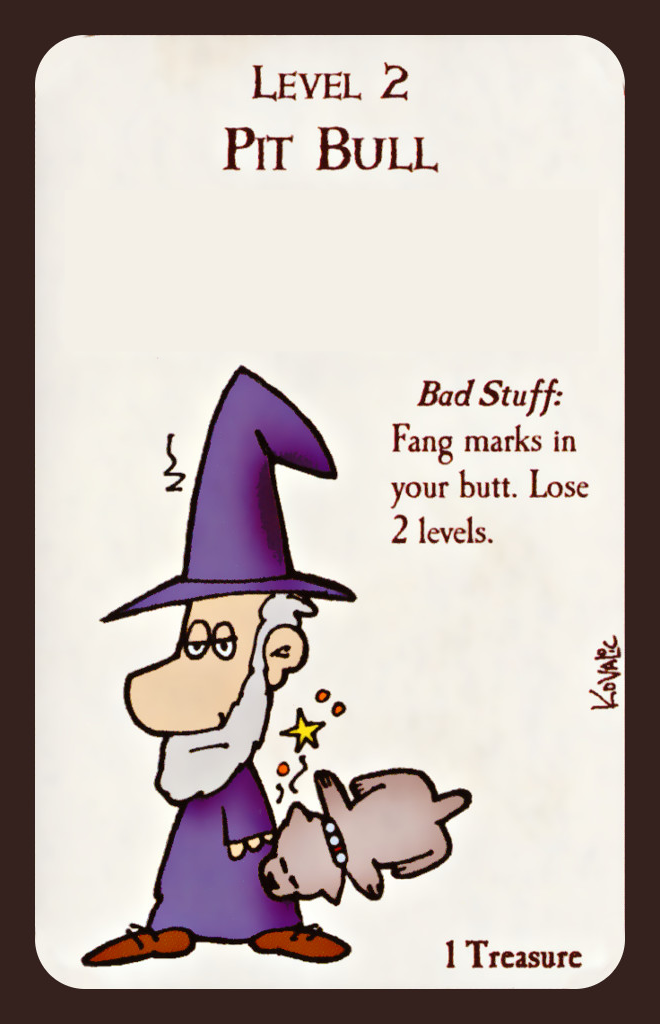 Level 2
Pit Bull
Bad Stuff:
Fang marks in
your butt. Lose
2 levels.
Kovalic
1 Treasure